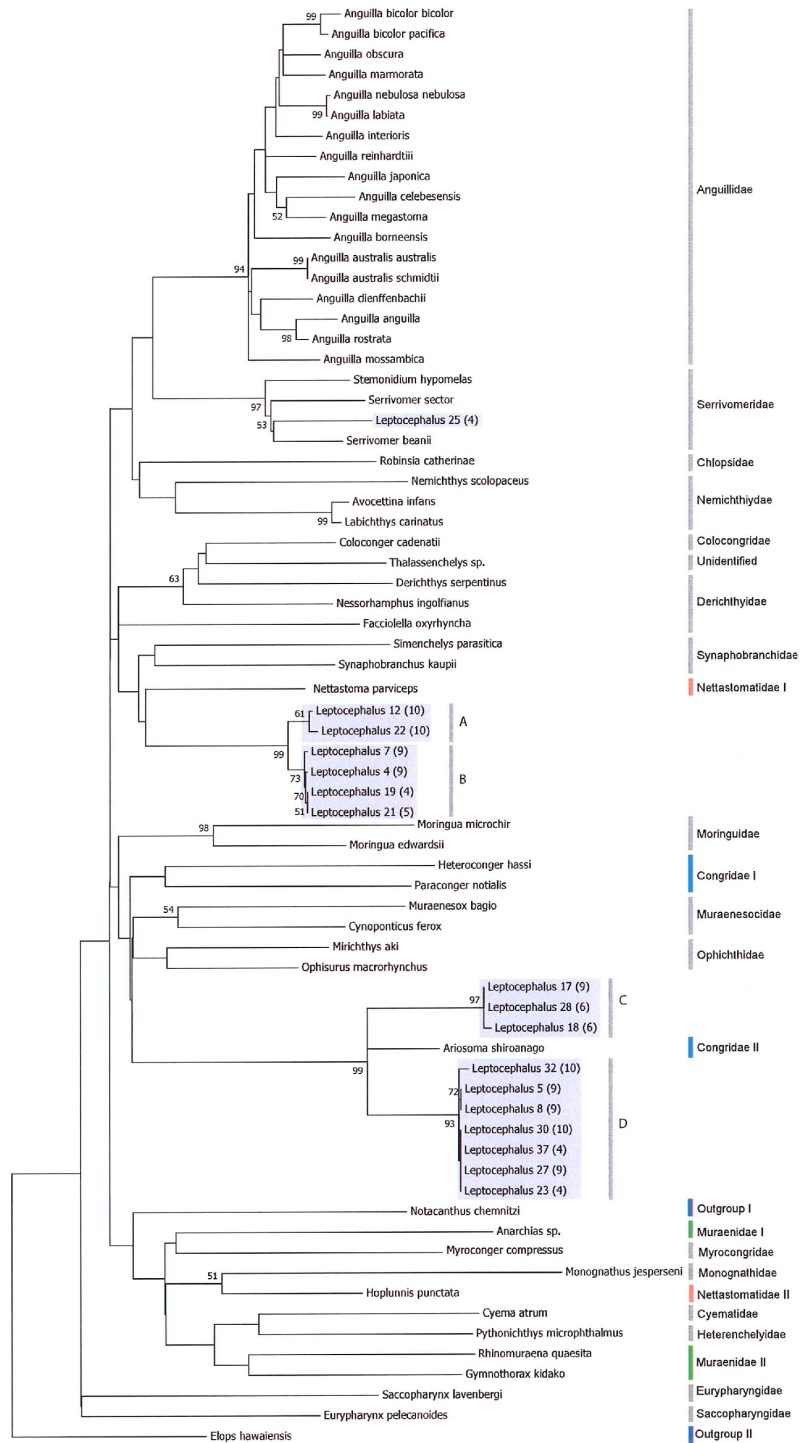 99
Anguilla bicolor bicolor
Anguilla bicolor pacifica
Anguilla obscura
Anguilla marmorata
Anguilla nebulosa nebulosa
99
Anguilla labiata
Anguilla interioris
Anguilla reinhardtiii
Anguilla japonica
Anguillidae
Anguilla celebesensis
52
Anguilla megastoma
Anguilla borneensis
99
Anguilla australis australis
94
Anguilla australis schmidtii
Anguilla dienffenbachii
Anguilla anguilla
98
Anguilla rostrata
Anguilla mossambica
Stemonidium hypomelas
97
Serrivomer sector
Serrivomeridae
53
Leptocephalus 25 (4)
Serrivomer beanii
Robinsia catherinae
Chlopsidae
Nemichthys scolopaceus
Avocettina infans
Nemichthiydae
99
Labichthys carinatus
Coloconger cadenatii
Colocongridae
Thalassenchelys sp.
Unidentified
63
Derichthys serpentinus
Derichthyidae
Nessorhamphus ingolfianus
Facciolella oxyrhyncha
Simenchelys parasitica
Synaphobranchidae
Synaphobranchus kaupii
Nettastoma parviceps
Nettastomatidae I
61
Leptocephalus 12 (10)
A
Leptocephalus 22 (10)
99
Leptocephalus 7 (9)
73
Leptocephalus 4 (9)
B
70
Leptocephalus 19 (4)
51
Leptocephalus 21 (5)
98
Moringua microchir
Moringuidae
Moringua edwardsii
Heteroconger hassi
Congridae I
Paraconger notialis
54
Muraenesox bagio
Muraenesocidae
Cynoponticus ferox
Mirichthys aki
Ophichthidae
Ophisurus macrorhynchus
Leptocephalus 17 (9)
97
Leptocephalus 28 (6)
C
Leptocephalus 18 (6)
Ariosoma shiroanago
Congridae II
99
Leptocephalus 32 (10)
72
Leptocephalus 5 (9)
Leptocephalus 8 (9)
93
Leptocephalus 30 (10)
D
Leptocephalus 37 (4)
Leptocephalus 27 (9)
Leptocephalus 23 (4)
Notacanthus chemnitzi
Outgroup I
Anarchias sp.
Muraenidae I
Myroconger compressus
Myrocongridae
51
Monognathus jesperseni
Monognathidae
Hoplunnis punctata
Nettastomatidae II
Cyema atrum
Cyematidae
Pythonichthys microphthalmus
Heterenchelyidae
Rhinomuraena quaesita
Muraenidae II
Gymnothorax kidako
Saccopharynx lavenbergi
Eurypharyngidae
Eurypharynx pelecanoides
Saccopharyngidae
Elops hawaiensis
Outgroup II